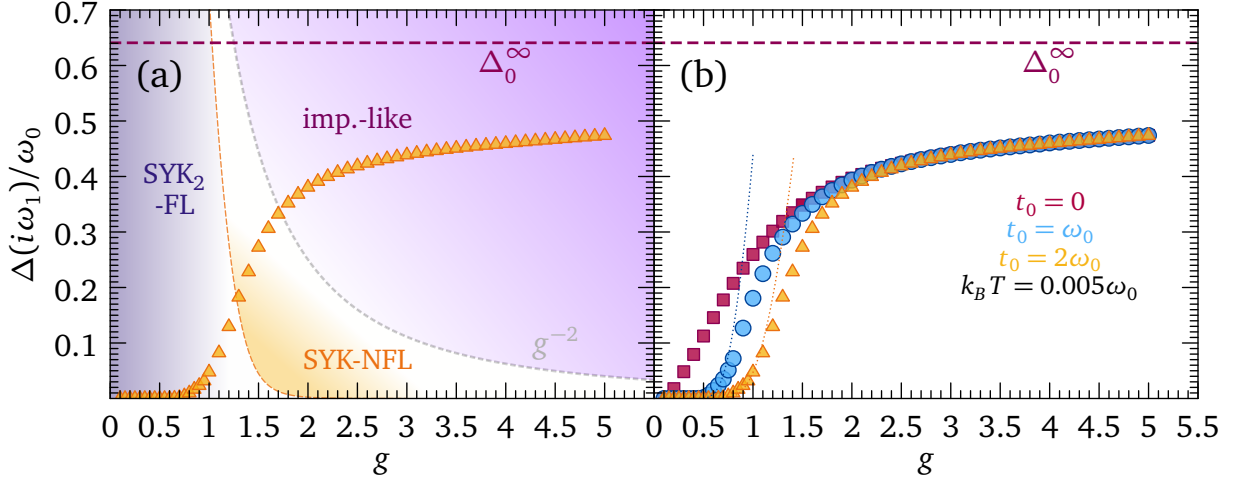 0.7
0.6
0.5
0.4
0.3
0.2
0.1
Δ(iω₁)/ω₀
(a)
Δ₀^∞
imp.-like
SYK₂
-FL
SYK-NFL
g⁻²
0 0.5 1 1.5 2 2.5 3 3.5 4 4.5 5
g
(b)
Δ₀^∞
t₀ = 0
t₀ = ω₀
t₀ = 2ω₀
k_BT = 0.005ω₀
0 0.5 1 1.5 2 2.5 3 3.5 4 4.5 5 5.5
g